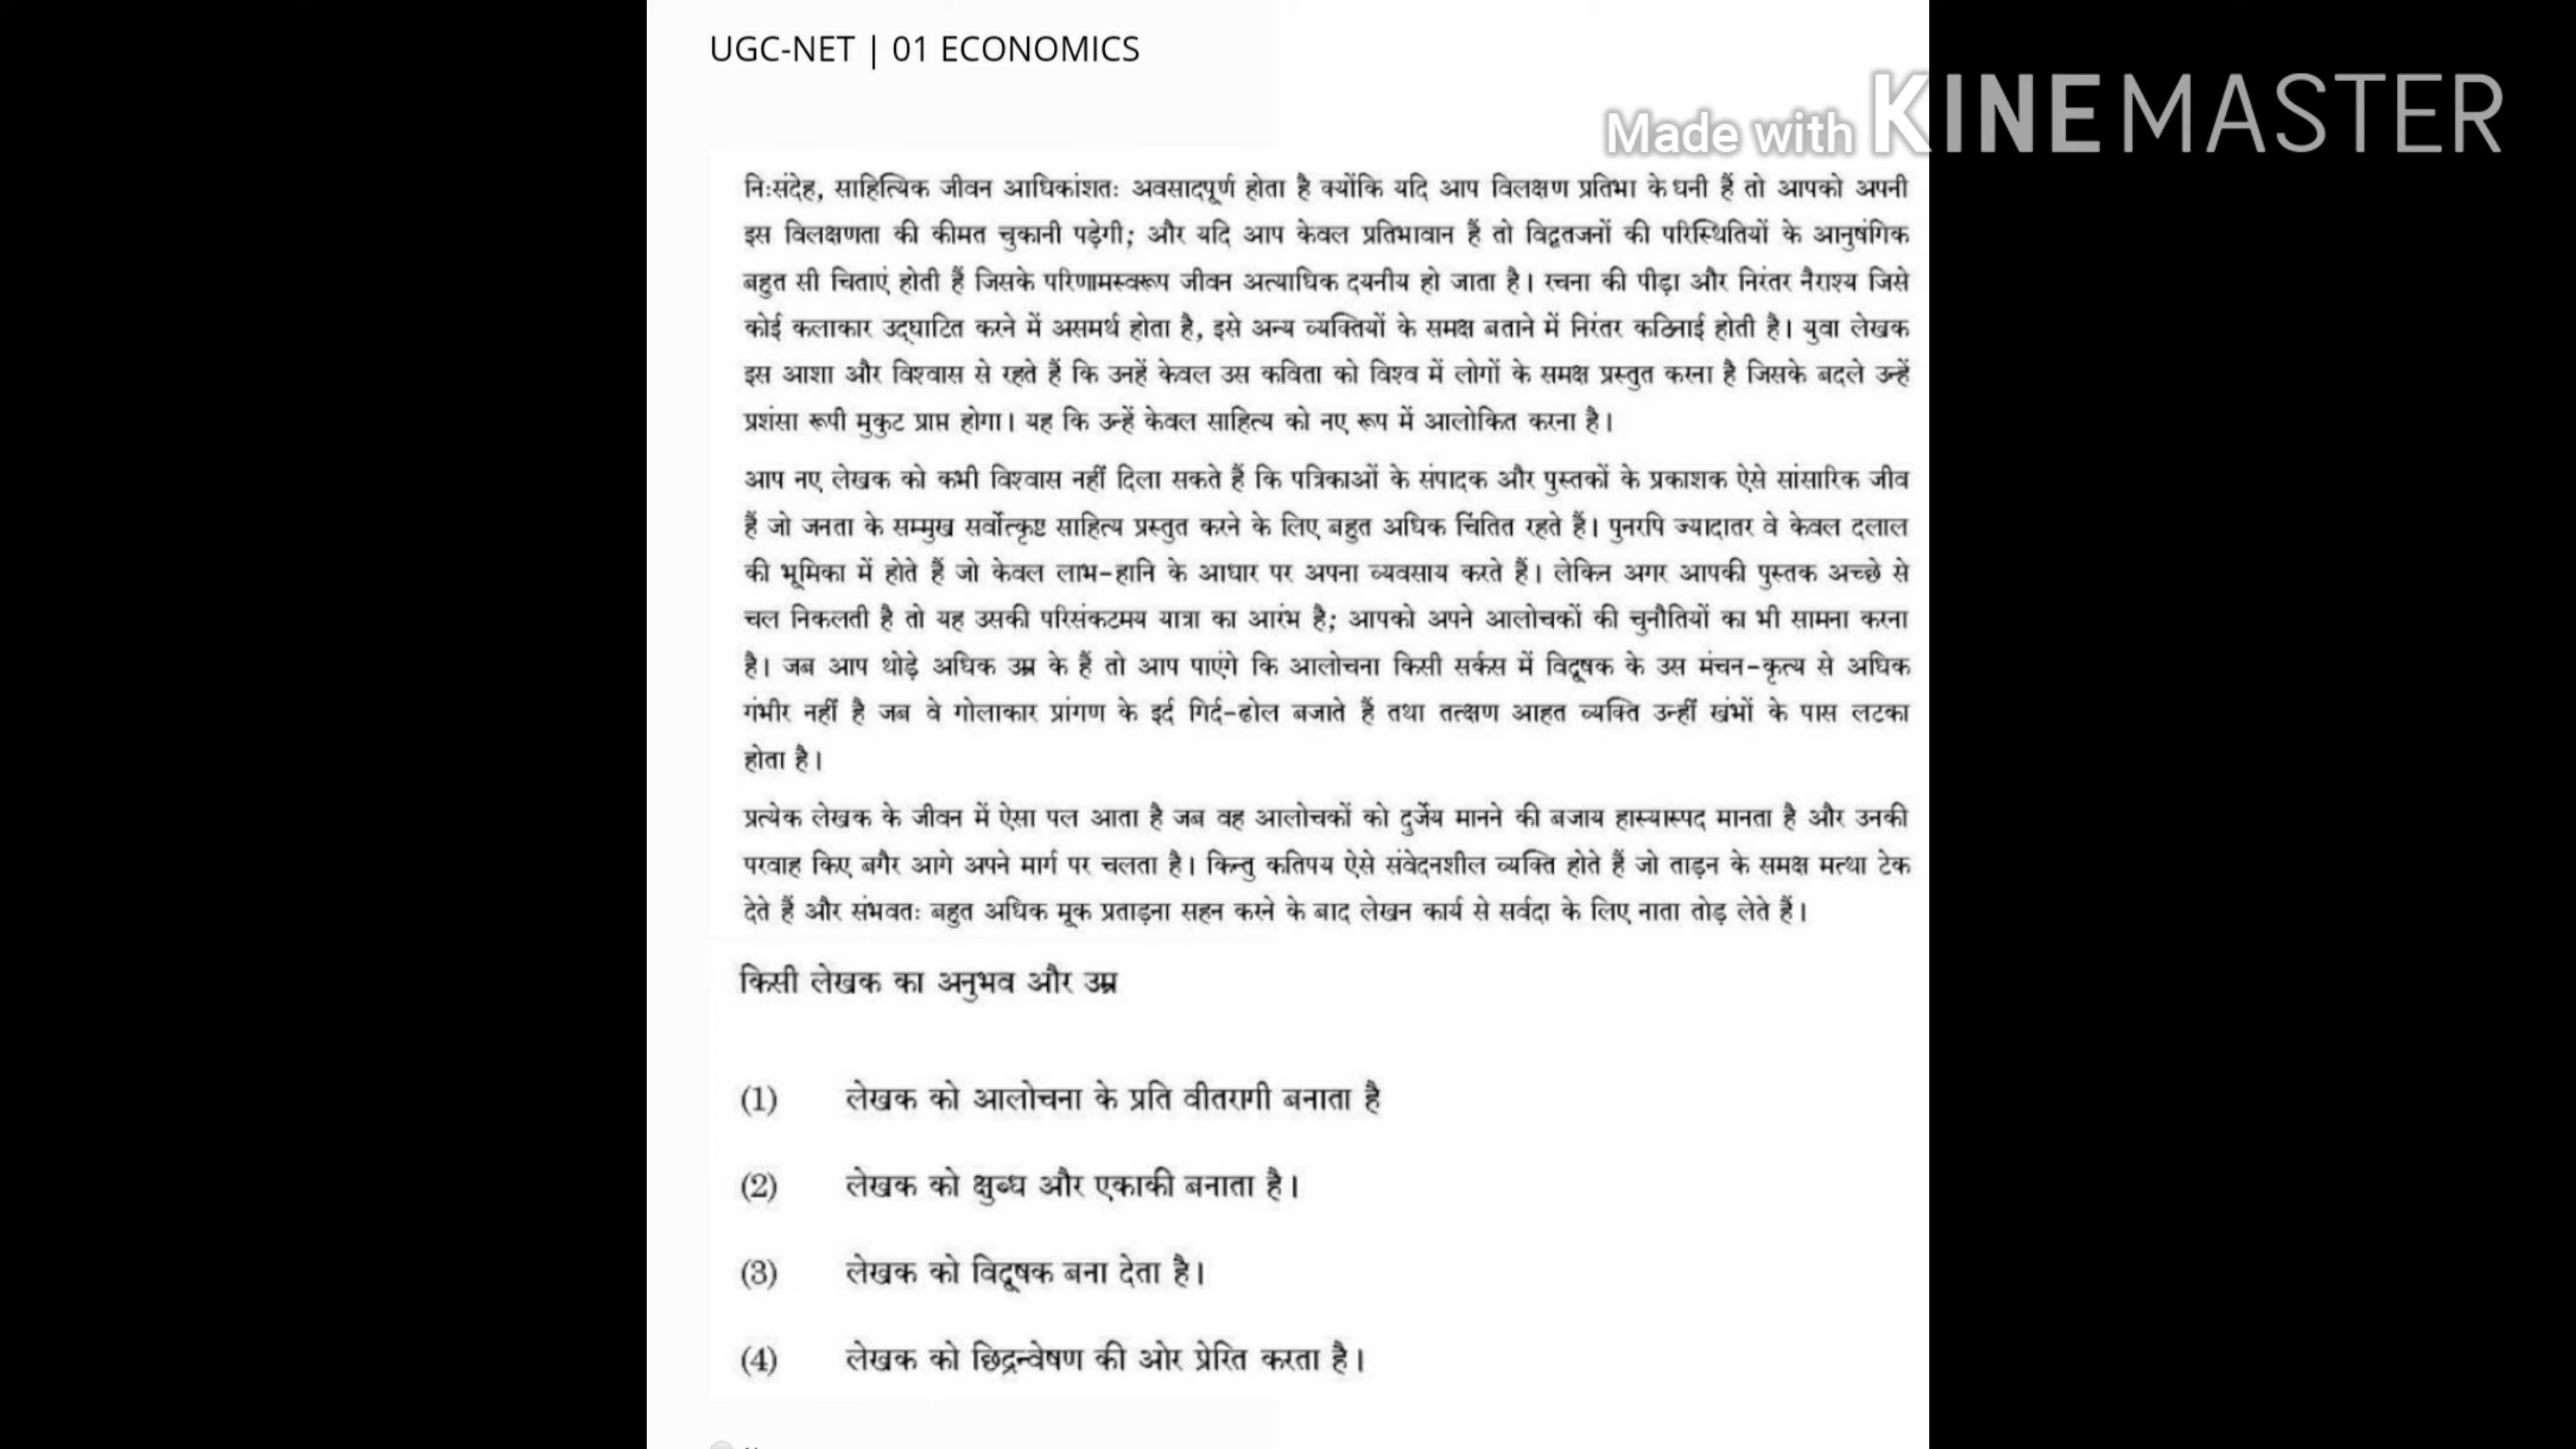 UGC-NET | 01 ECONOMICS
Made with KINEMASTER
निःसंदेह, साहित्यिक जीवन आधिकांशतः अवसादपूर्ण होता है क्योंकि यदि आप विलक्षण प्रतिभा के धनी हैं तो आपको अपनी
इस विलक्षणता की कीमत चुकानी पड़ेगी; और यदि आप केवल प्रतिभावान हैं तो विद्वतजनों की परिस्थितियों के आनुषंगिक
बहुत सी चिताएं होती हैं जिसके परिणामस्वरूप जीवन अत्याधिक दयनीय हो जाता है। रचना की पीड़ा और निरंतर नैराश्य जिसे
कोई कलाकार उद्‌घाटित करने में असमर्थ होता है, इसे अन्य व्यक्तियों के समक्ष बताने में निरंतर कठिनाई होती है। युवा लेखक
इस आशा और विश्वास से रहते हैं कि उनहें केवल उस कविता को विश्व में लोगों के समक्ष प्रस्तुत करना है जिसके बदले उन्हें
प्रशंसा रूपी मुकुट प्राप्त होगा। यह कि उन्हें केवल साहित्य को नए रूप में आलोकित करना है।
आप नए लेखक को कभी विश्वास नहीं दिला सकते हैं कि पत्रिकाओं के संपादक और पुस्तकों के प्रकाशक ऐसे सांसारिक जीव
हैं जो जनता के सम्मुख सर्वोत्कृष्ट साहित्य प्रस्तुत करने के लिए बहुत अधिक चिंतित रहते हैं। पुनरपि ज्यादातर वे केवल दलाल
की भूमिका में होते हैं जो केवल लाभ-हानि के आधार पर अपना व्यवसाय करते हैं। लेकिन अगर आपकी पुस्तक अच्छे से
चल निकलती है तो यह उसकी परिसंकटमय यात्रा का आरंभ है; आपको अपने आलोचकों की चुनौतियों का भी सामना करना
है। जब आप थोड़े अधिक उम्र के हैं तो आप पाएंगे कि आलोचना किसी सर्कस में विदूषक के उस मंचन-कृत्य से अधिक
गंभीर नहीं है जब वे गोलाकार प्रांगण के इर्द गिर्द-ढोल बजाते हैं तथा तत्क्षण आहत व्यक्ति उन्हीं खंभों के पास लटका
होता है।
प्रत्येक लेखक के जीवन में ऐसा पल आता है जब वह आलोचकों को दुर्जेय मानने की बजाय हास्यास्पद मानता है और उनकी
परवाह किए बगैर आगे अपने मार्ग पर चलता है। किन्तु कतिपय ऐसे संवेदनशील व्यक्ति होते हैं जो ताड़न के समक्ष मत्था टेक
देते हैं और संभवतः बहुत अधिक मूक प्रताड़ना सहन करने के बाद लेखन कार्य से सर्वदा के लिए नाता तोड़ लेते हैं।
किसी लेखक का अनुभव और उम्र
(1) लेखक को आलोचना के प्रति वीतरागी बनाता है
(2) लेखक को क्षुब्ध और एकाकी बनाता है।
(3) लेखक को विदूषक बना देता है।
(4) लेखक को छिद्रन्वेषण की ओर प्रेरित करता है।